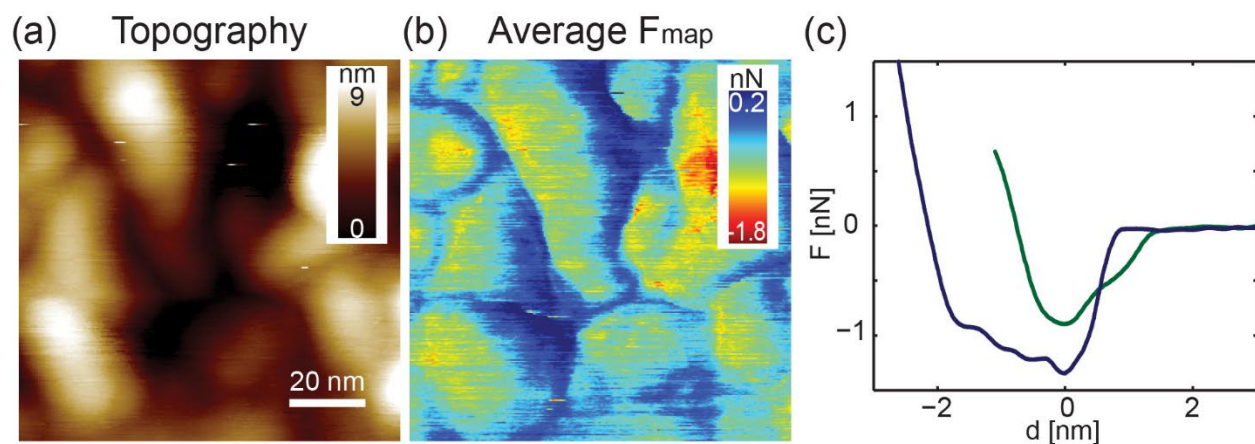 (a) Topography
nm
9
0
20 nm
(b) Average Fmap
nN
0.2
-1.8
(c)
F [nN]
1
0
−1
−2 0 2
d [nm]